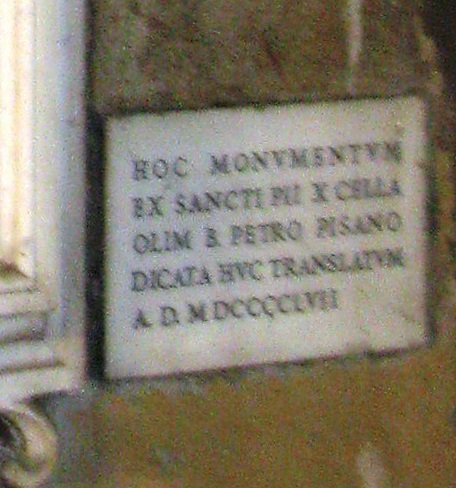 HOC MONVMENTVM
EX SANCTI PII X CELLA
OLIM B. PETRO PISANO
DICATA HVC TRANSLATVM
A. D. MDCCCCLVII